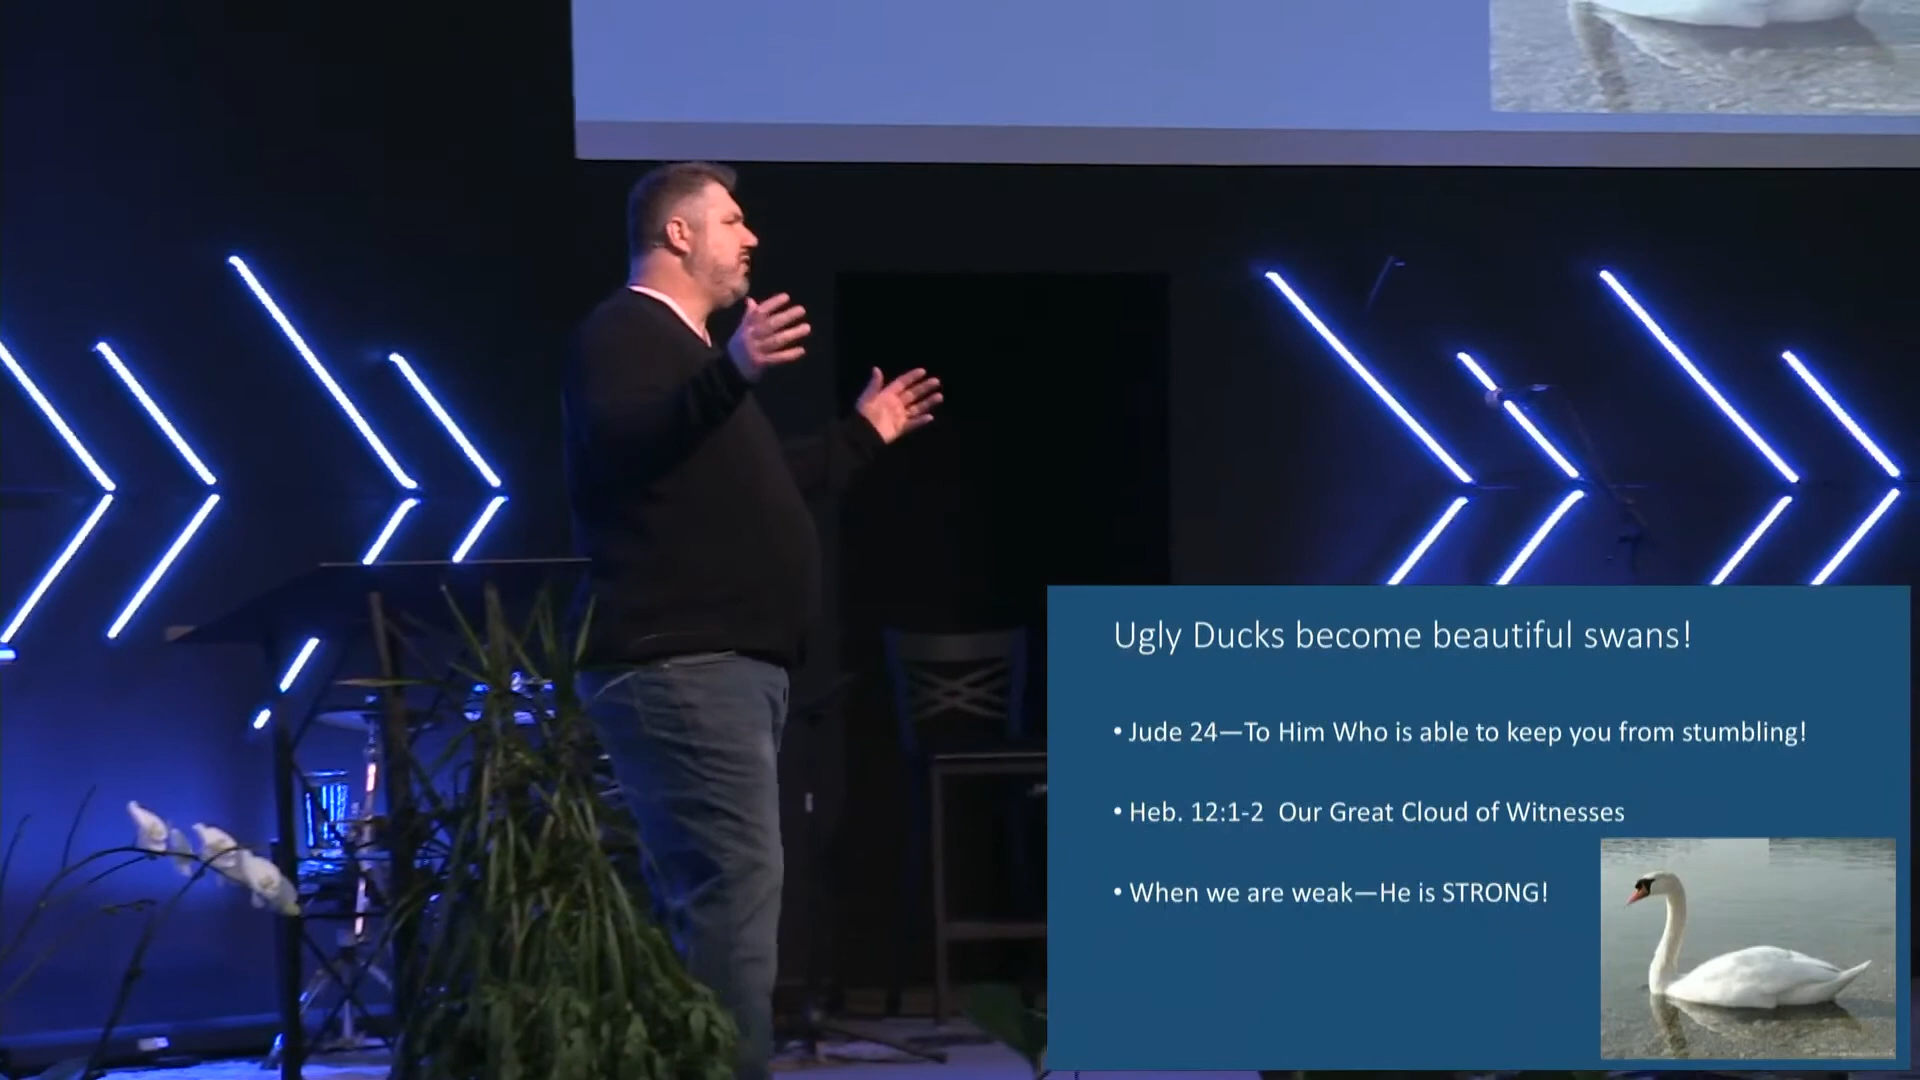 Ugly Ducks become beautiful swans!
• Jude 24—To Him Who is able to keep you from stumbling!
• Heb. 12:1-2 Our Great Cloud of Witnesses
• When we are weak—He is STRONG!